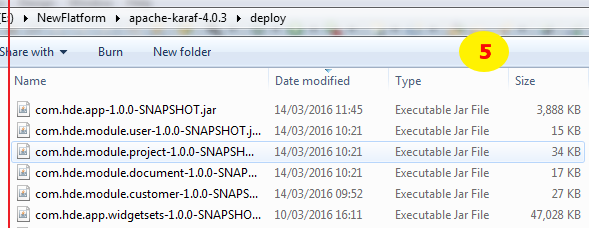 E:) ▸ NewFlatform ▸ apache-karaf-4.0.3 ▸ deploy
Share with Burn New folder 5
Name Date modified Type Size
com.hde.app-1.0.0-SNAPSHOT.jar 14/03/2016 11:45 Executable Jar File 3,888 KB
com.hde.module.user-1.0.0-SNAPSHOT.j... 14/03/2016 10:21 Executable Jar File 15 KB
com.hde.module.project-1.0.0-SNAPSH... 14/03/2016 10:21 Executable Jar File 34 KB
com.hde.module.document-1.0.0-SNAPS... 14/03/2016 10:21 Executable Jar File 17 KB
com.hde.module.customer-1.0.0-SNAPS... 14/03/2016 09:52 Executable Jar File 27 KB
com.hde.app.widgetsets-1.0.0-SNAPSHO... 10/03/2016 16:11 Executable Jar File 47,028 KB